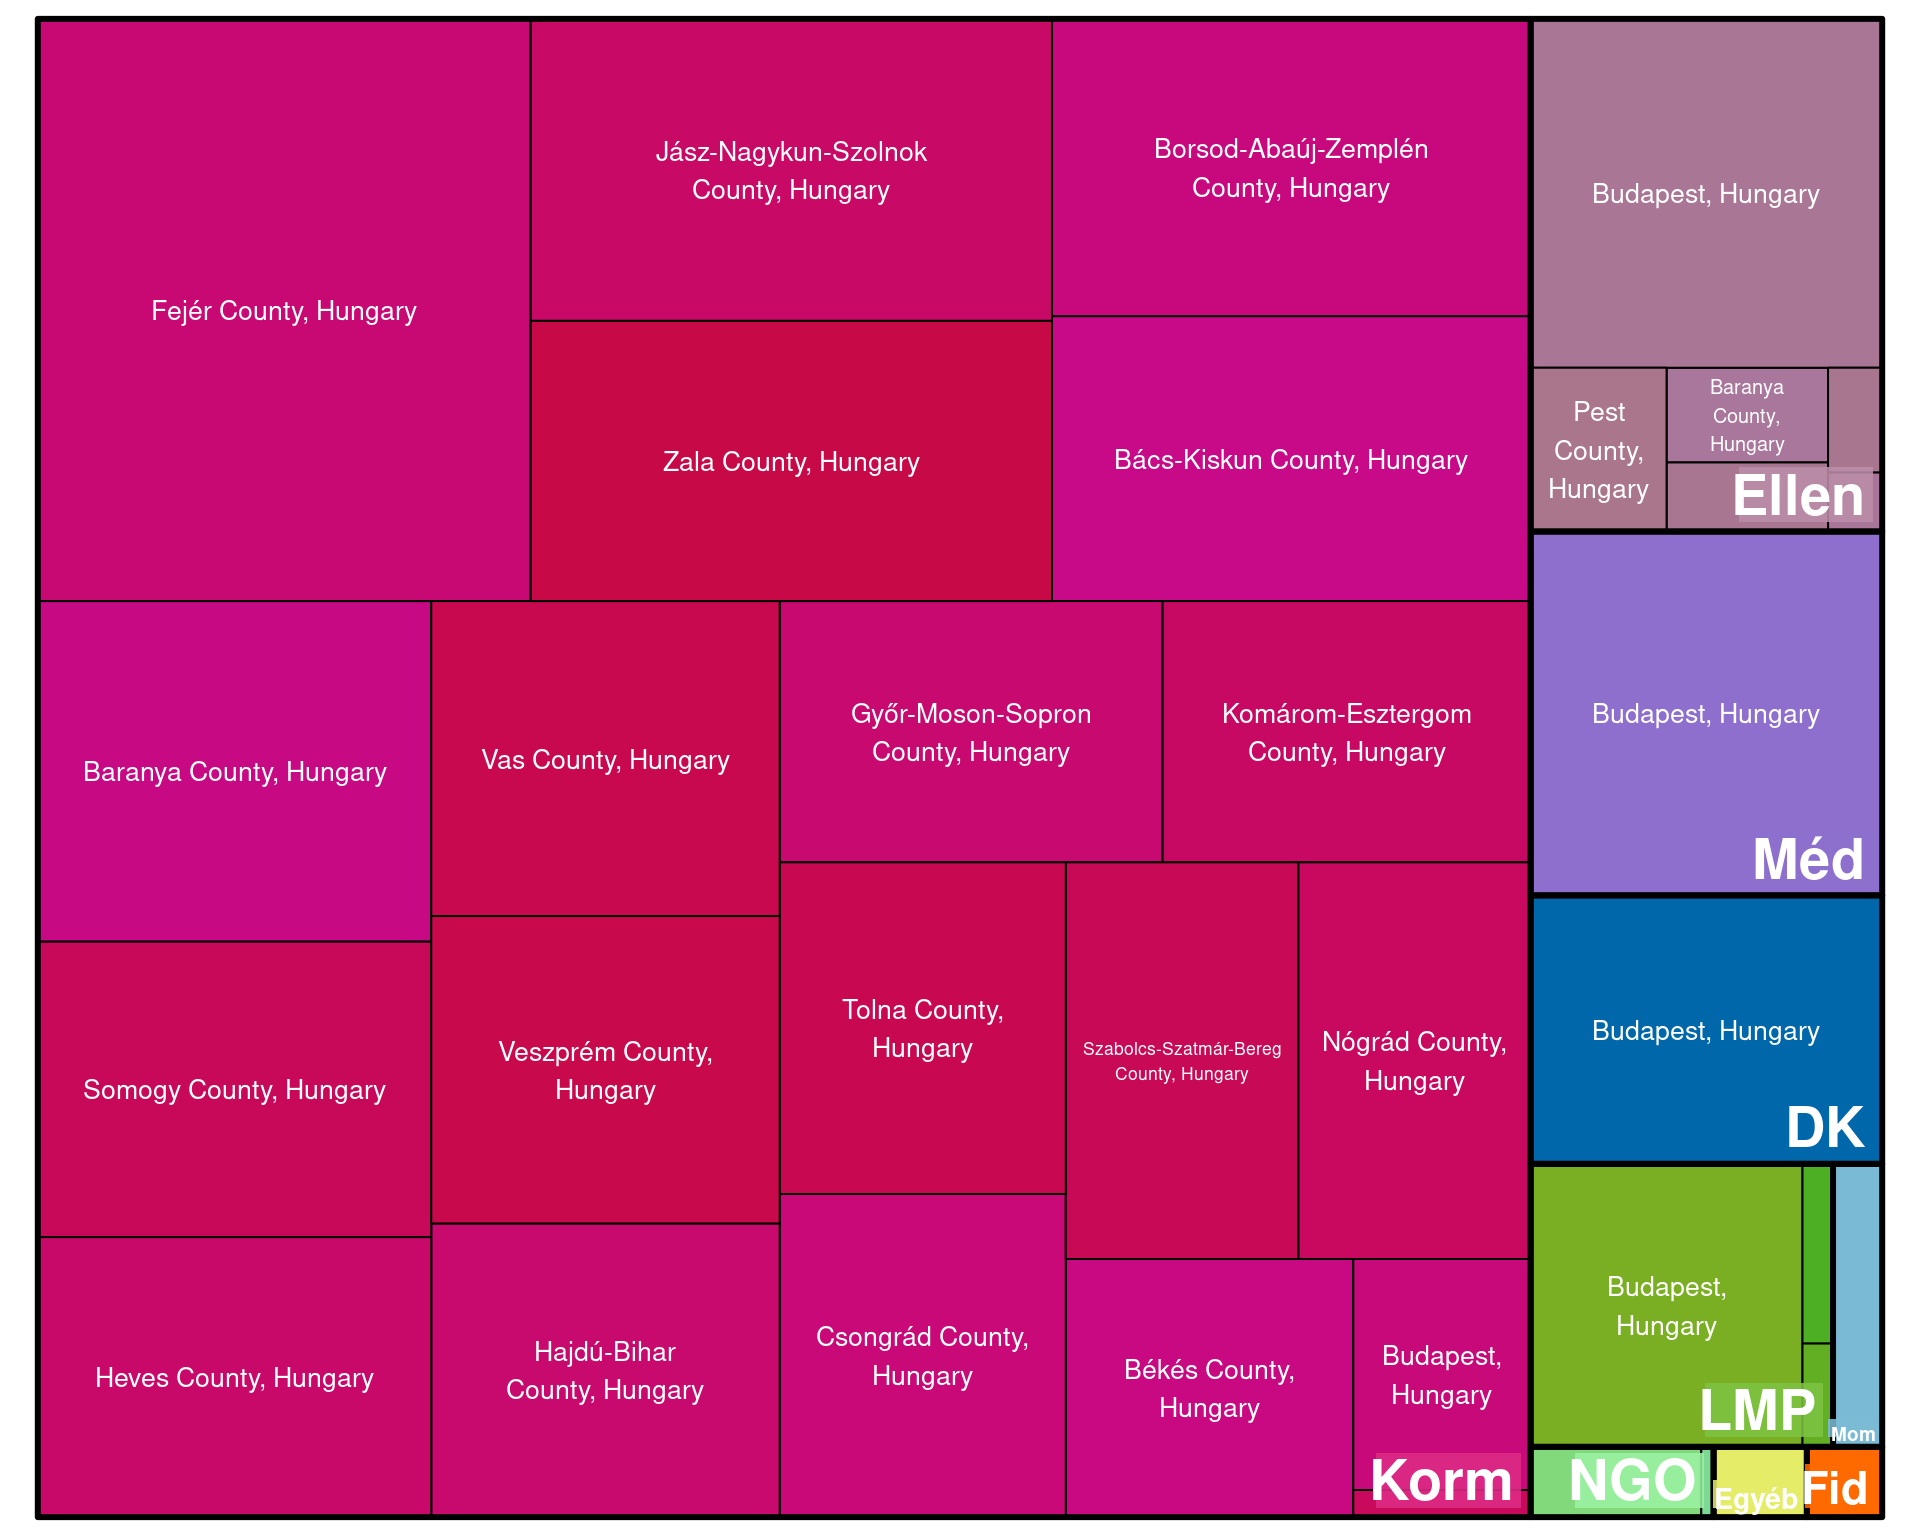 Fejér County, Hungary
Jász-Nagykun-Szolnok
County, Hungary
Zala County, Hungary
Borsod-Abaúj-Zemplén
County, Hungary
Bács-Kiskun County, Hungary
Baranya County, Hungary
Somogy County, Hungary
Heves County, Hungary
Vas County, Hungary
Veszprém County,
Hungary
Hajdú-Bihar
County, Hungary
Győr-Moson-Sopron
County, Hungary
Komárom-Esztergom
County, Hungary
Tolna County,
Hungary
Csongrád County,
Hungary
Szabolcs-Szatmár-Bereg
County, Hungary
Nógrád County,
Hungary
Békés County,
Hungary
Budapest,
Hungary
Korm
Budapest, Hungary
Pest
County,
Hungary
Baranya
County,
Hungary
Ellen
Budapest, Hungary
Méd
Budapest, Hungary
DK
Budapest,
Hungary
LMP
Mom
NGO
Egyéb
Fid